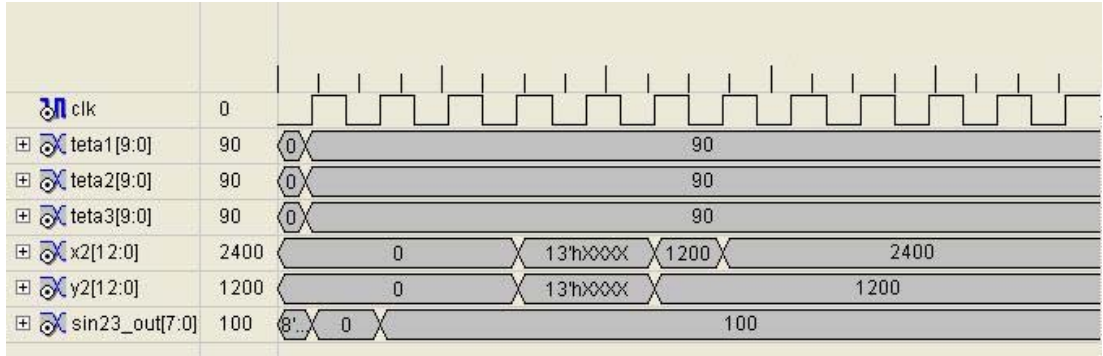 clk 0
teta1[9:0] 90 0 90
teta2[9:0] 90 0 90
teta3[9:0] 90 0 90
x2[12:0] 2400 0 13'hXXXX 1200 2400
y2[12:0] 1200 0 13'hXXXX 1200
sin23_out[7:0] 100 8'... 0 100